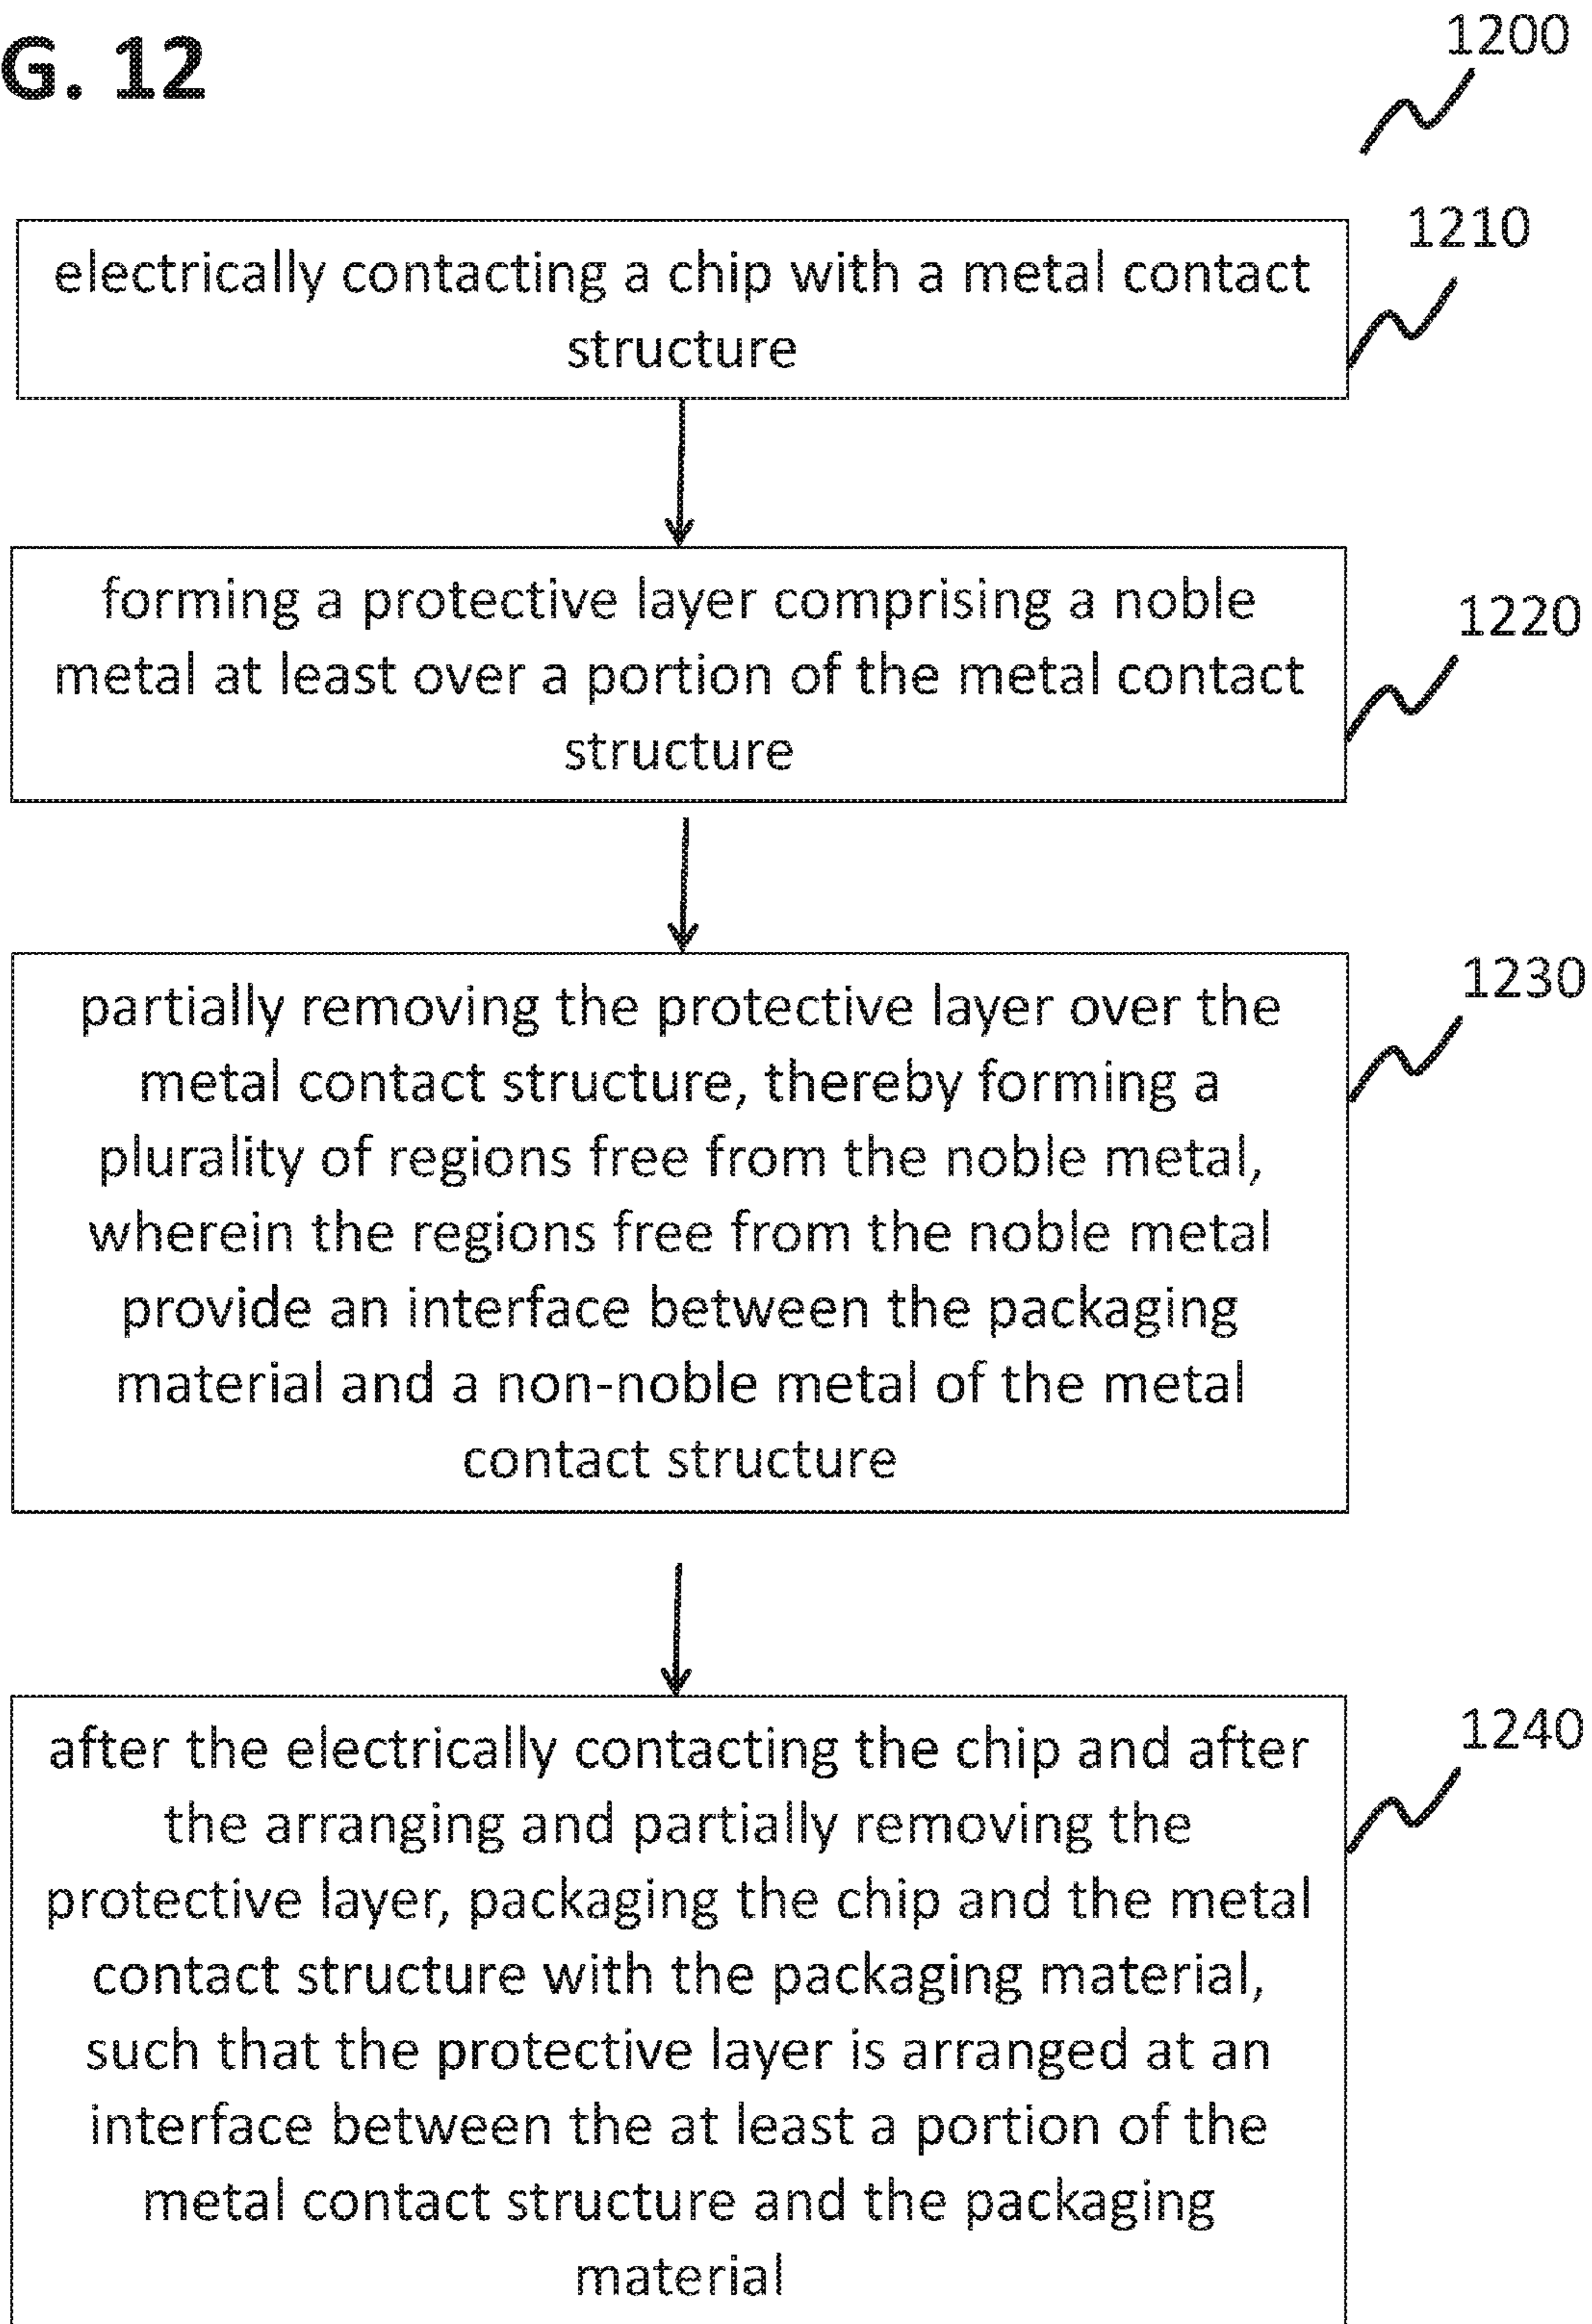 G. 12
1200
1210
electrically contacting a chip with a metal contact
structure
forming a protective layer comprising a noble
metal at least over a portion of the metal contact
structure
1220
partially removing the protective layer over the
metal contact structure, thereby forming a
plurality of regions free from the noble metal,
wherein the regions free from the noble metal
provide an interface between the packaging
material and a non-noble metal of the metal
contact structure
1230
after the electrically contacting the chip and after
the arranging and partially removing the
protective layer, packaging the chip and the metal
contact structure with the packaging material,
such that the protective layer is arranged at an
interface between the at least a portion of the
metal contact structure and the packaging
material
1240